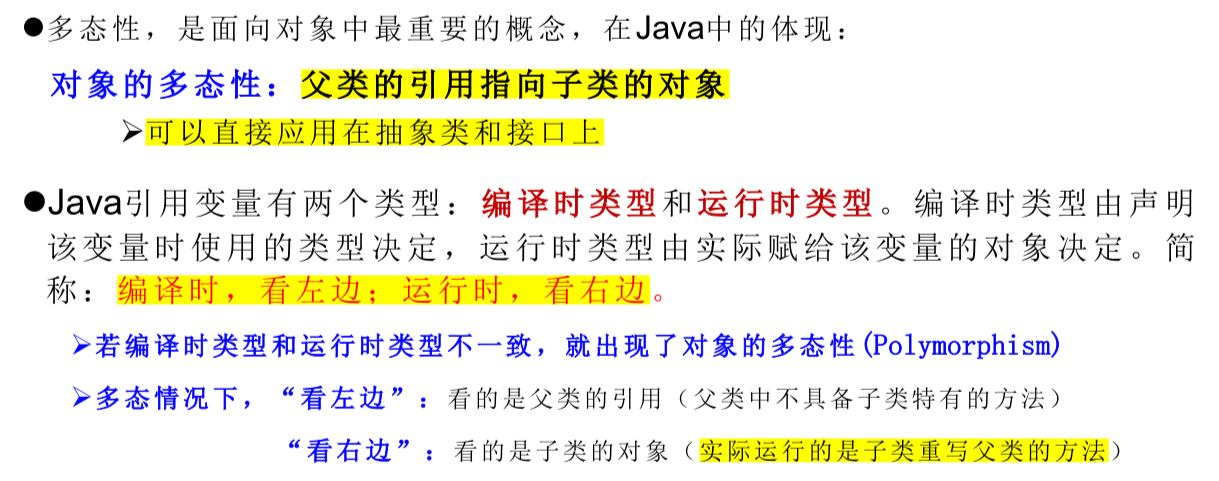 ●多态性，是面向对象中最重要的概念，在Java中的体现：
对象的多态性：父类的引用指向子类的对象
➢可以直接应用在抽象类和接口上
●Java引用变量有两个类型：编译时类型和运行时类型。编译时类型由声明
该变量时使用的类型决定，运行时类型由实际赋给该变量的对象决定。简
称：编译时，看左边；运行时，看右边。
➢若编译时类型和运行时类型不一致，就出现了对象的多态性(Polymorphism)
➢多态情况下，“看左边”：看的是父类的引用（父类中不具备子类特有的方法）
“看右边”：看的是子类的对象（实际运行的是子类重写父类的方法）